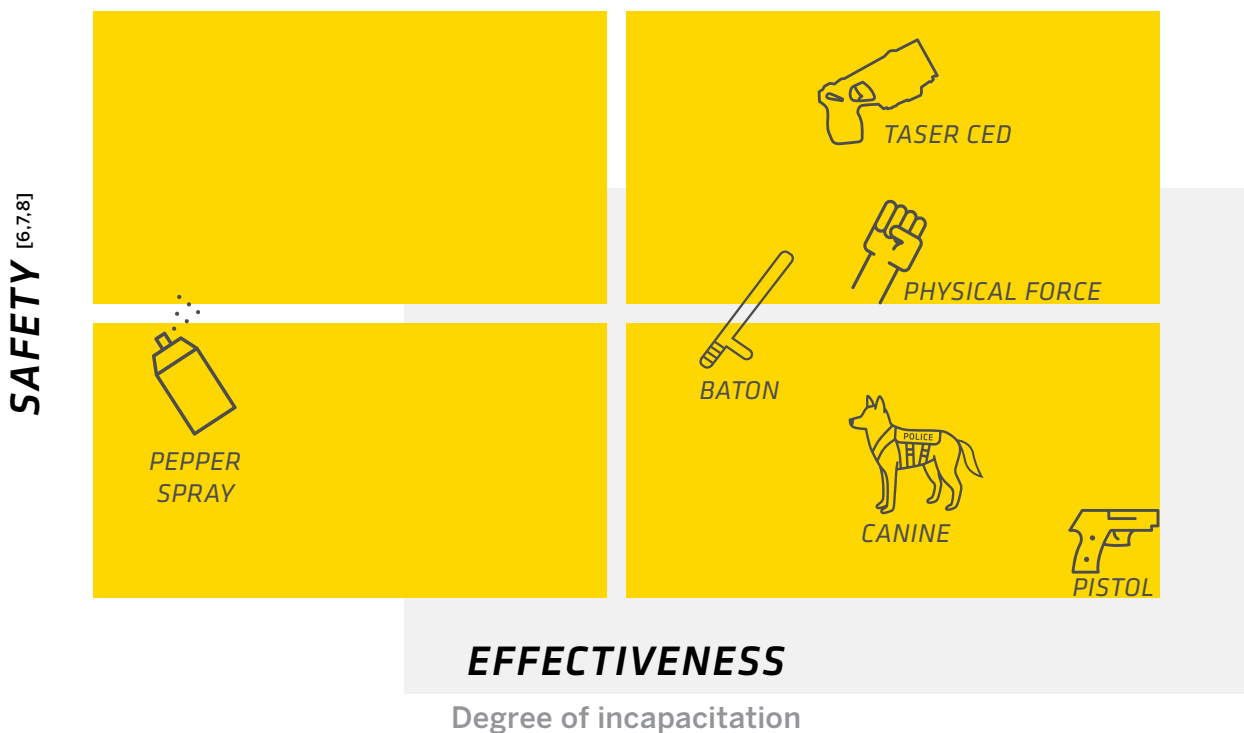 TASER CED
SAFETY [6,7,8]
PHYSICAL FORCE
BATON
POLICE
PEPPER
SPRAY
CANINE
PISTOL
EFFECTIVENESS
Degree of incapacitation